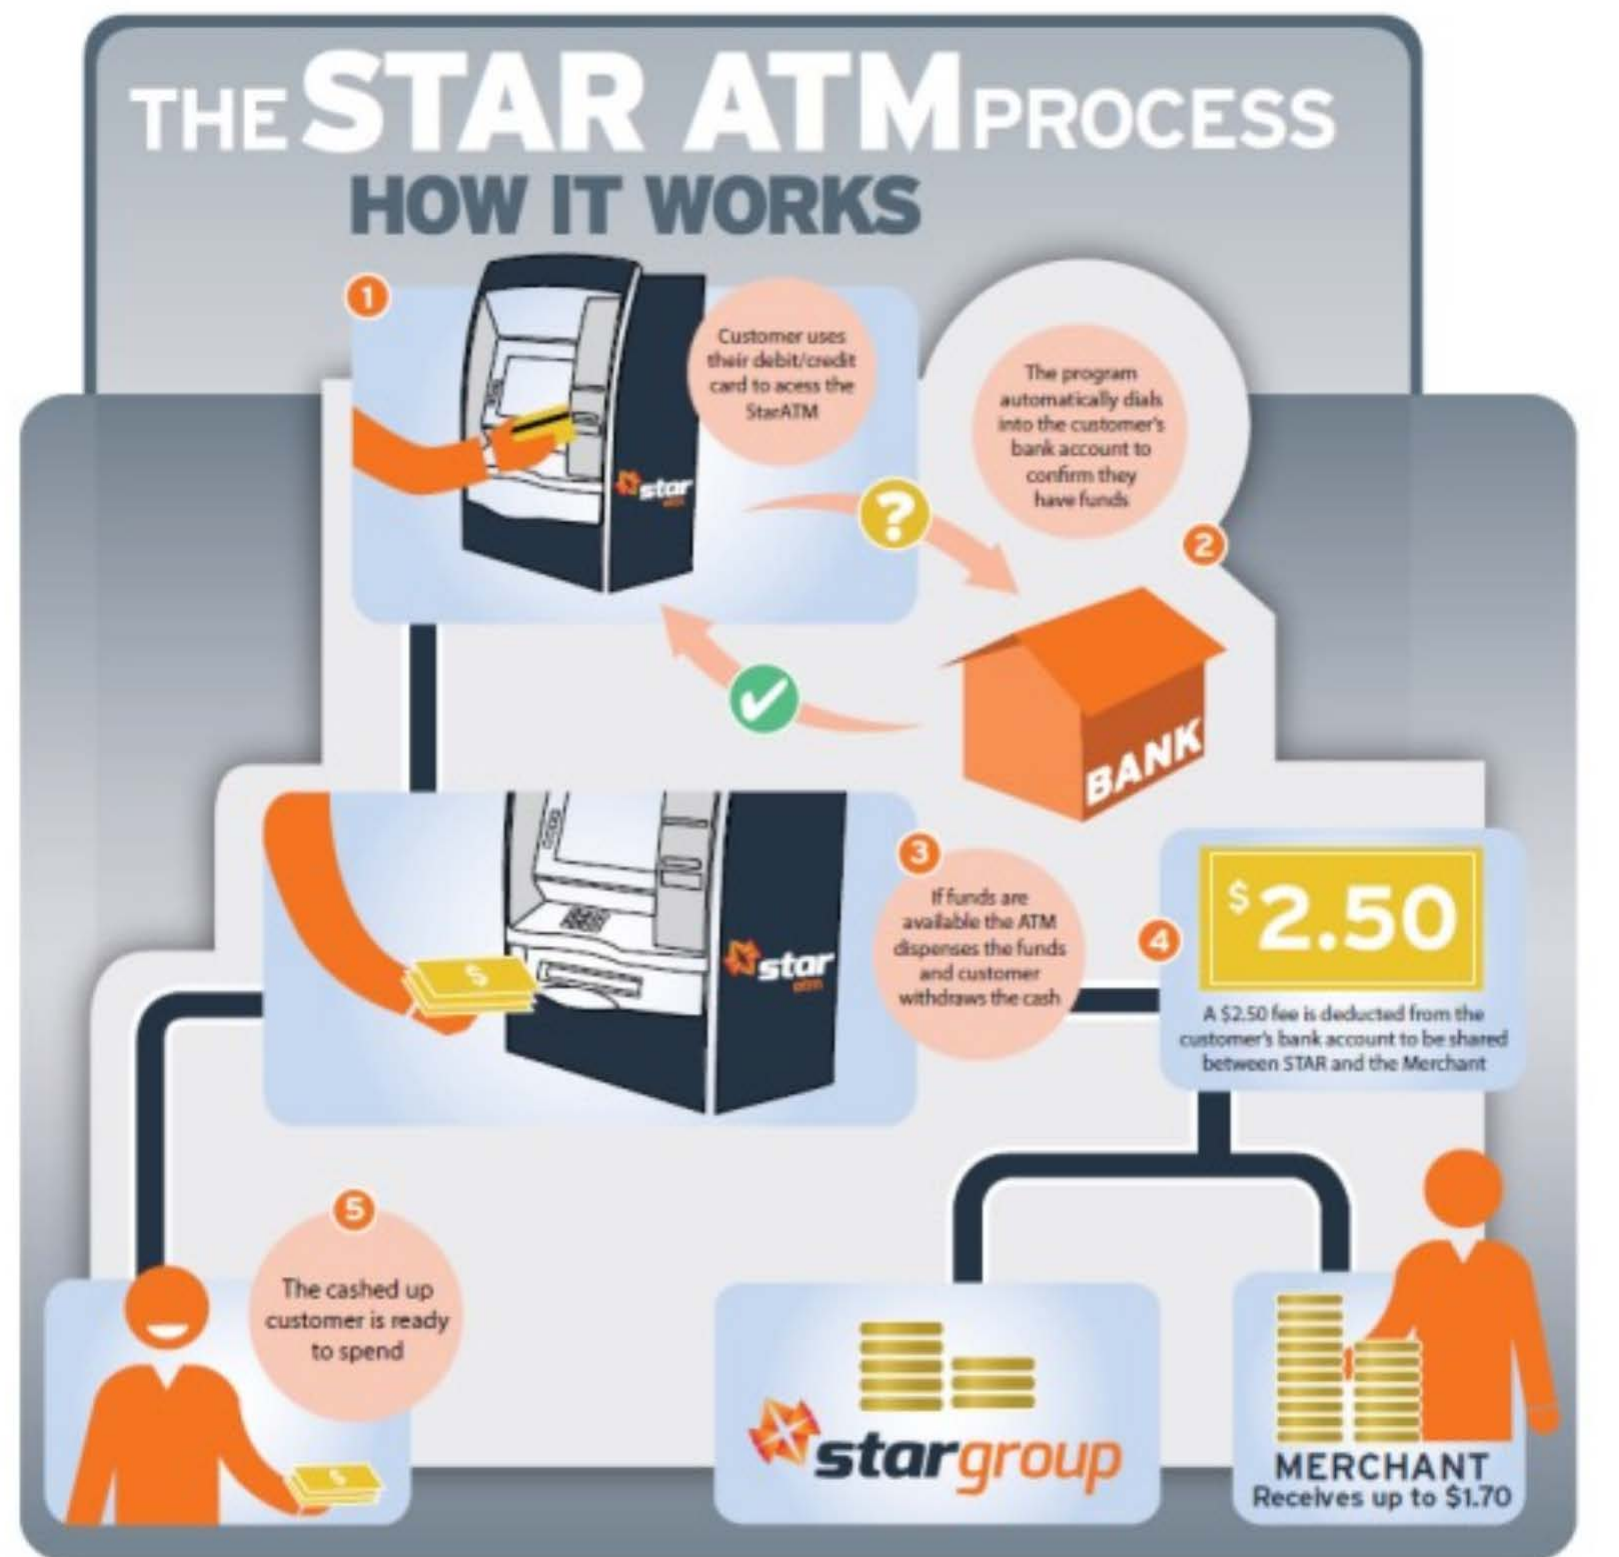 THE STAR ATM PROCESS
HOW IT WORKS
1
Customer uses
their debit/credit
card to acess the
StarATM
star
atm
?
The program
automatically dials
into the customer's
bank account to
confirm they
have funds
2
BANK
3
If funds are
available the ATM
dispenses the funds
and customer
withdraws the cash
$
star
atm
4
$2.50
A $2.50 fee is deducted from the
customer's bank account to be shared
between STAR and the Merchant
5
The cashed up
customer is ready
to spend
$
stargroup
MERCHANT
Receives up to $1.70